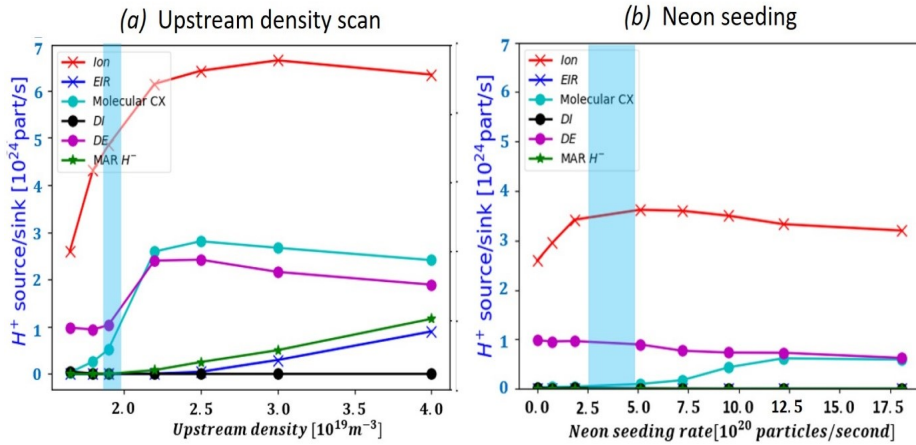 (a) Upstream density scan
H⁺ source/sink [10²⁴part/s]
7
6
5
4
3
2
1
0
Ion
EIR
Molecular CX
DI
DE
MAR H⁻
2.0 2.5 3.0 3.5 4.0
Upstream density [10¹⁹m⁻³]
(b) Neon seeding
H⁺ source/sink [10²⁴part/s]
7
6
5
4
3
2
1
0
Ion
EIR
Molecular CX
DI
DE
MAR H⁻
0.0 2.5 5.0 7.5 10.0 12.5 15.0 17.5
Neon seeding rate[10²⁰ particles/second]